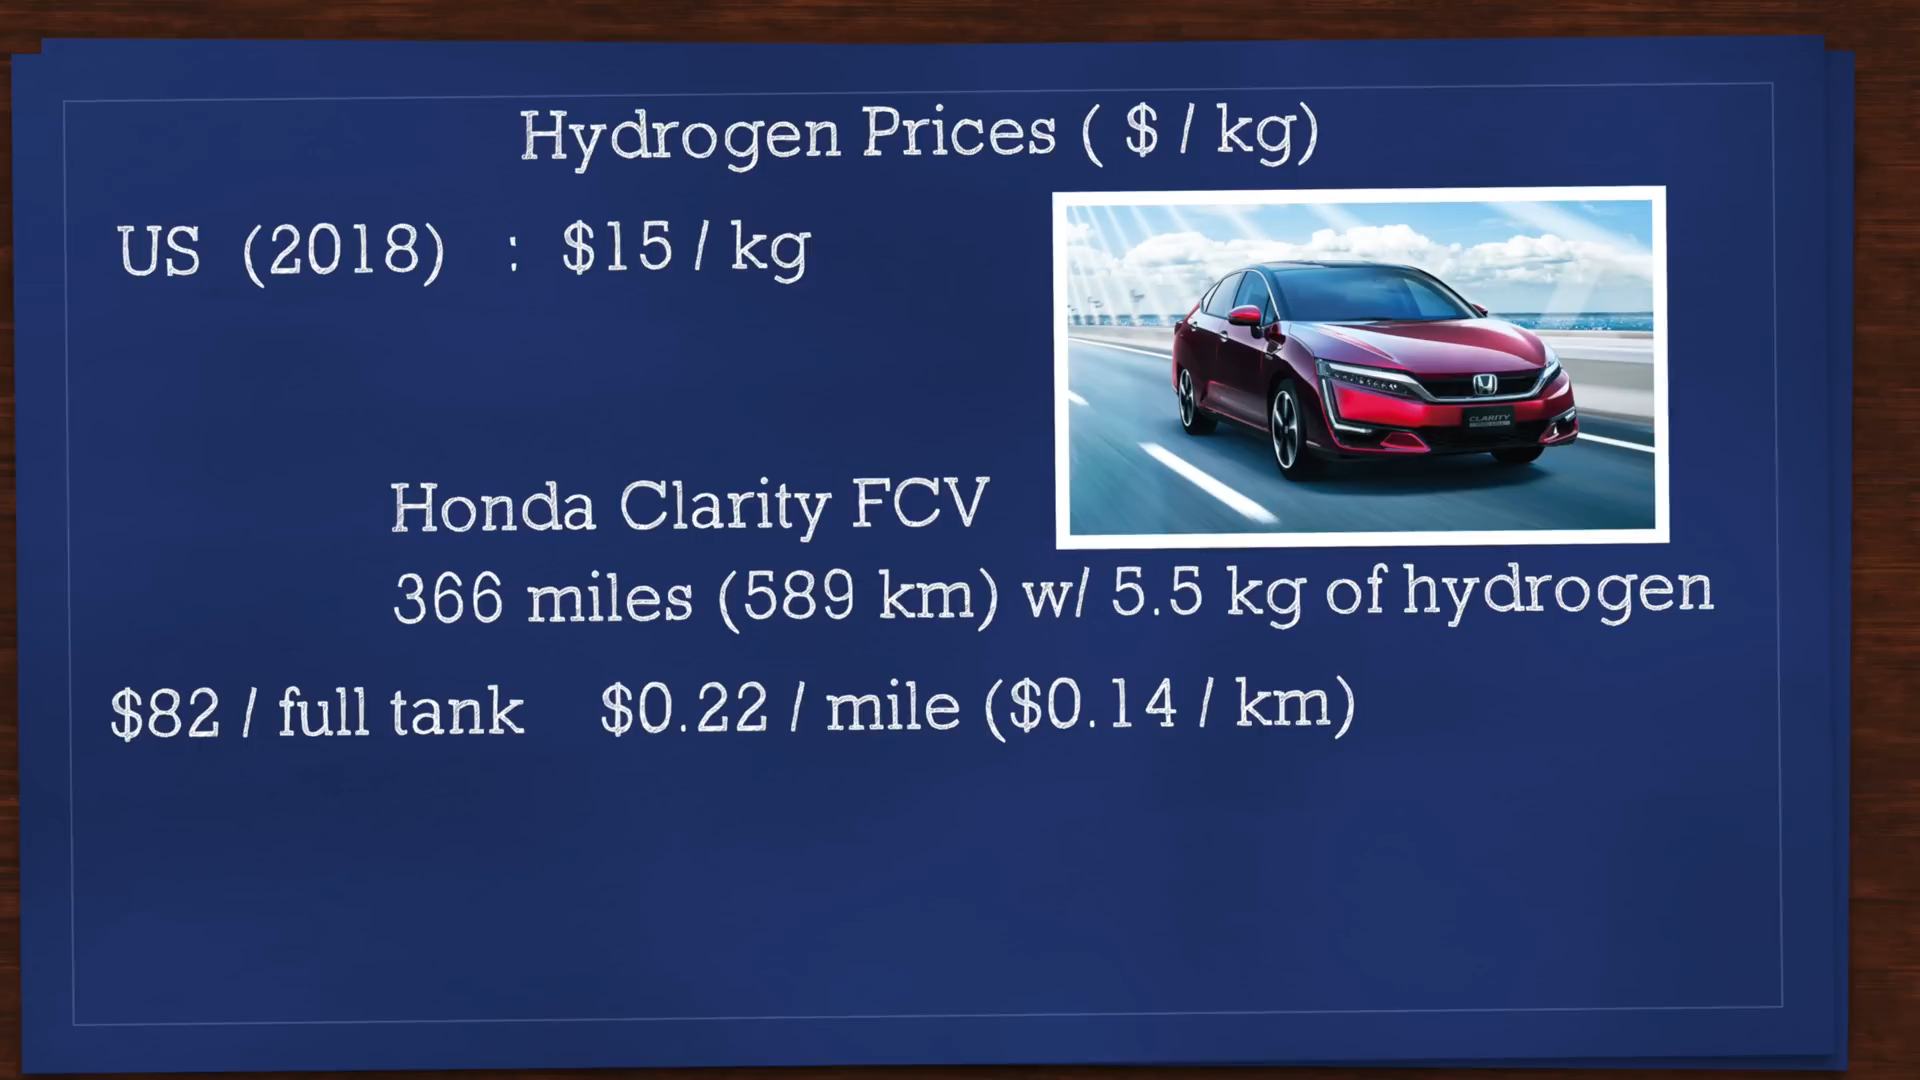 Hydrogen Prices ( $ / kg)
US (2018) : $15 / kg
CLARITY
Honda Clarity FCV
366 miles (589 km) w/ 5.5 kg of hydrogen
$82 / full tank $0.22 / mile ($0.14 / km)